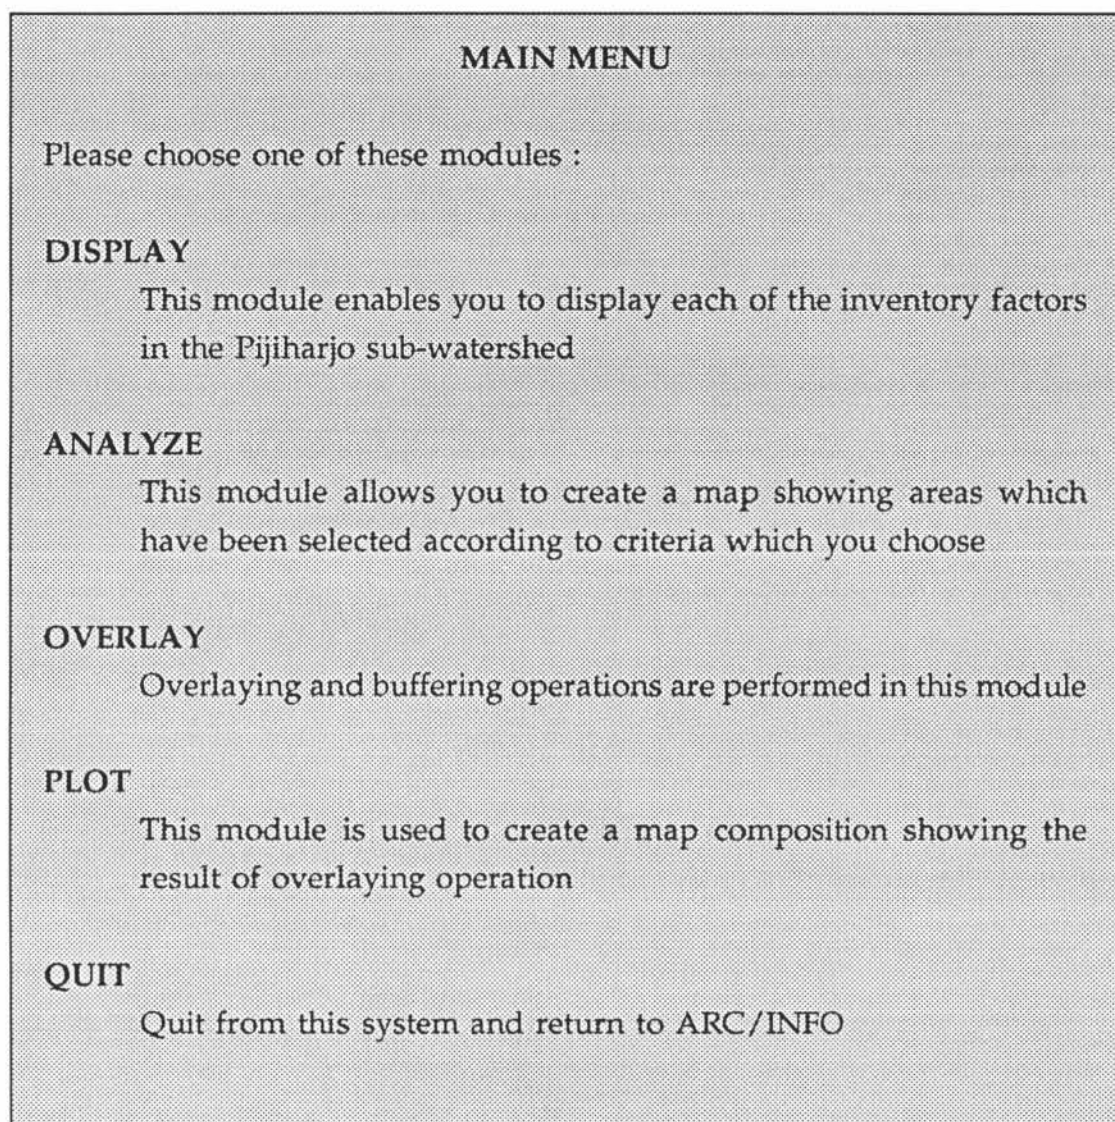 MAIN MENU
Please choose one of these modules :
DISPLAY
This module enables you to display each of the inventory factors
in the Pijiharjo sub-watershed
ANALYZE
This module allows you to create a map showing areas which
have been selected according to criteria which you choose
OVERLAY
Overlaying and buffering operations are performed in this module
PLOT
This module is used to create a map composition showing the
result of overlaying operation
QUIT
Quit from this system and return to ARC/INFO